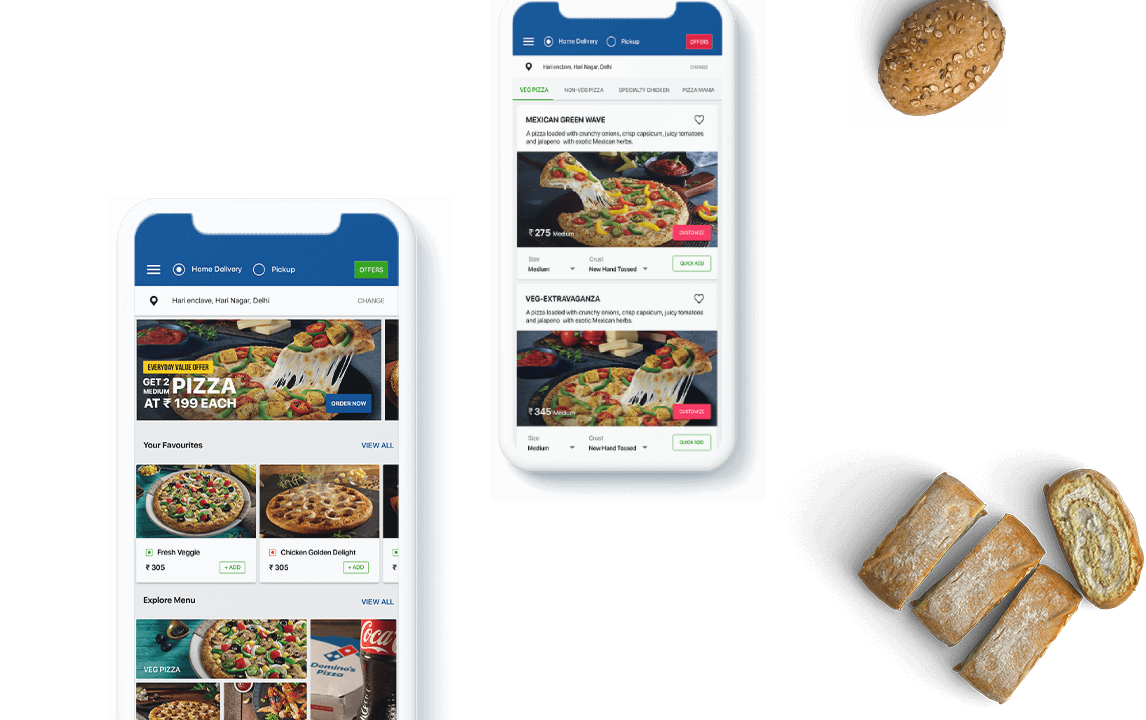 Home Delivery
Pickup
OFFERS
Hari enclave, Hari Nagar, Delhi
CHANGE
EVERYDAY VALUE OFFER
GET 2
MEDIUM
PIZZA
AT ₹ 199 EACH
ORDER NOW
Your Favourites
VIEW ALL
Fresh Veggie
₹ 305
+ ADD
Chicken Golden Delight
₹ 305
+ ADD
₹
Explore Menu
VIEW ALL
VEG PIZZA
Domino's
Pizza
Coca
Home Delivery
Pickup
OFFERS
Hari enclave, Hari Nagar, Delhi
CHANGE
VEG PIZZA
NON-VEG PIZZA
SPECIALTY CHICKEN
PIZZA MANIA
MEXICAN GREEN WAVE
A pizza loaded with crunchy onions, crisp capsicum, juicy tomatoes
and jalapeno with exotic Mexican herbs.
₹ 275 Medium
CUSTOMIZE
Size
Crust
Medium
New Hand Tossed
QUICK ADD
VEG-EXTRAVAGANZA
A pizza loaded with crunchy onions, crisp capsicum, juicy tomatoes
and jalapeno with exotic Mexican herbs.
₹ 345 Medium
CUSTOMIZE
Size
Crust
Medium
New Hand Tossed
QUICK ADD